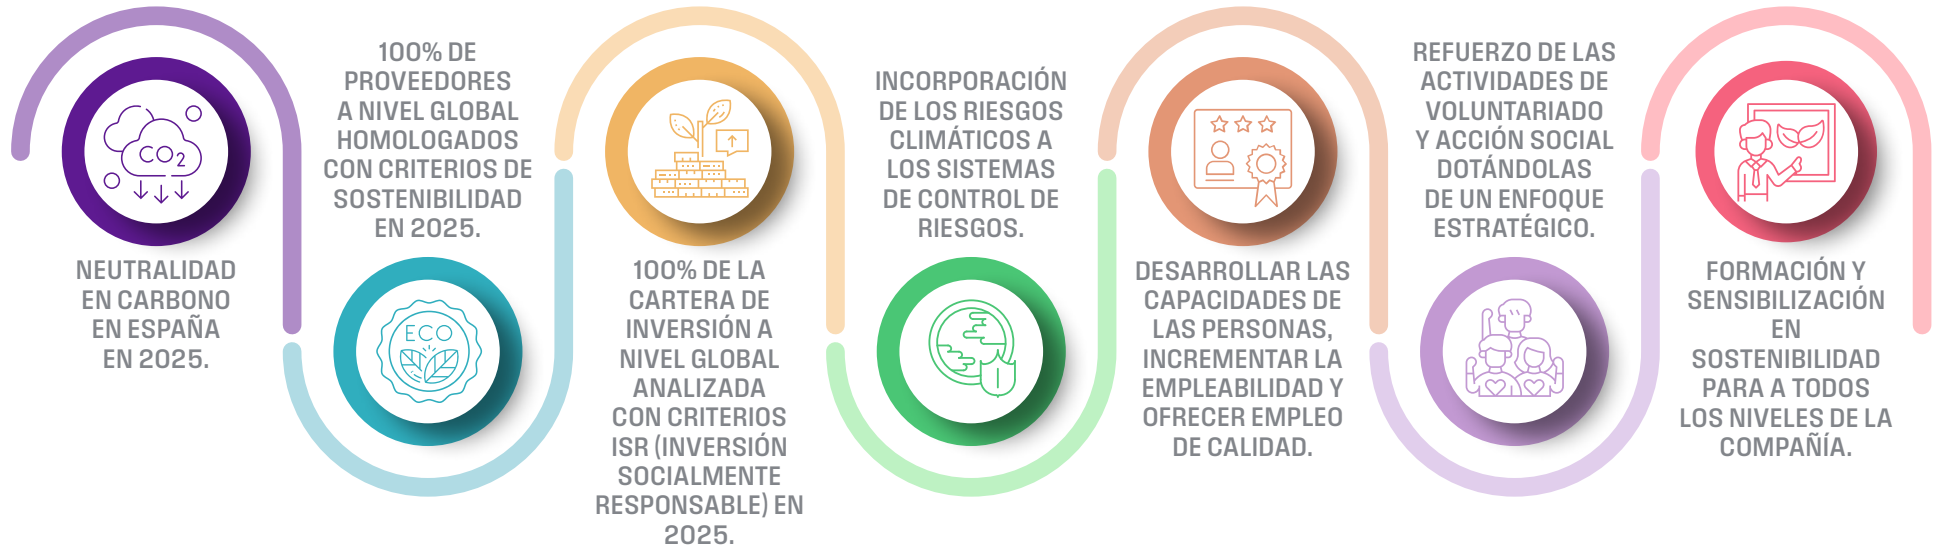 NEUTRALIDAD
EN CARBONO
EN ESPAÑA
EN 2025.
CO2
100% DE
PROVEEDORES
A NIVEL GLOBAL
HOMOLOGADOS
CON CRITERIOS DE
SOSTENIBILIDAD
EN 2025.
ECO
100% DE LA
CARTERA DE
INVERSIÓN A
NIVEL GLOBAL
ANALIZADA
CON CRITERIOS
ISR (INVERSIÓN
SOCIALMENTE
RESPONSABLE) EN
2025.
INCORPORACIÓN
DE LOS RIESGOS
CLIMÁTICOS A
LOS SISTEMAS
DE CONTROL DE
RIESGOS.
DESARROLLAR LAS
CAPACIDADES DE
LAS PERSONAS,
INCREMENTAR LA
EMPLEABILIDAD Y
OFRECER EMPLEO
DE CALIDAD.
REFUERZO DE LAS
ACTIVIDADES DE
VOLUNTARIADO
Y ACCIÓN SOCIAL
DOTÁNDOLAS
DE UN ENFOQUE
ESTRATÉGICO.
FORMACIÓN Y
SENSIBILIZACIÓN
EN
SOSTENIBILIDAD
PARA A TODOS
LOS NIVELES DE LA
COMPAÑÍA.